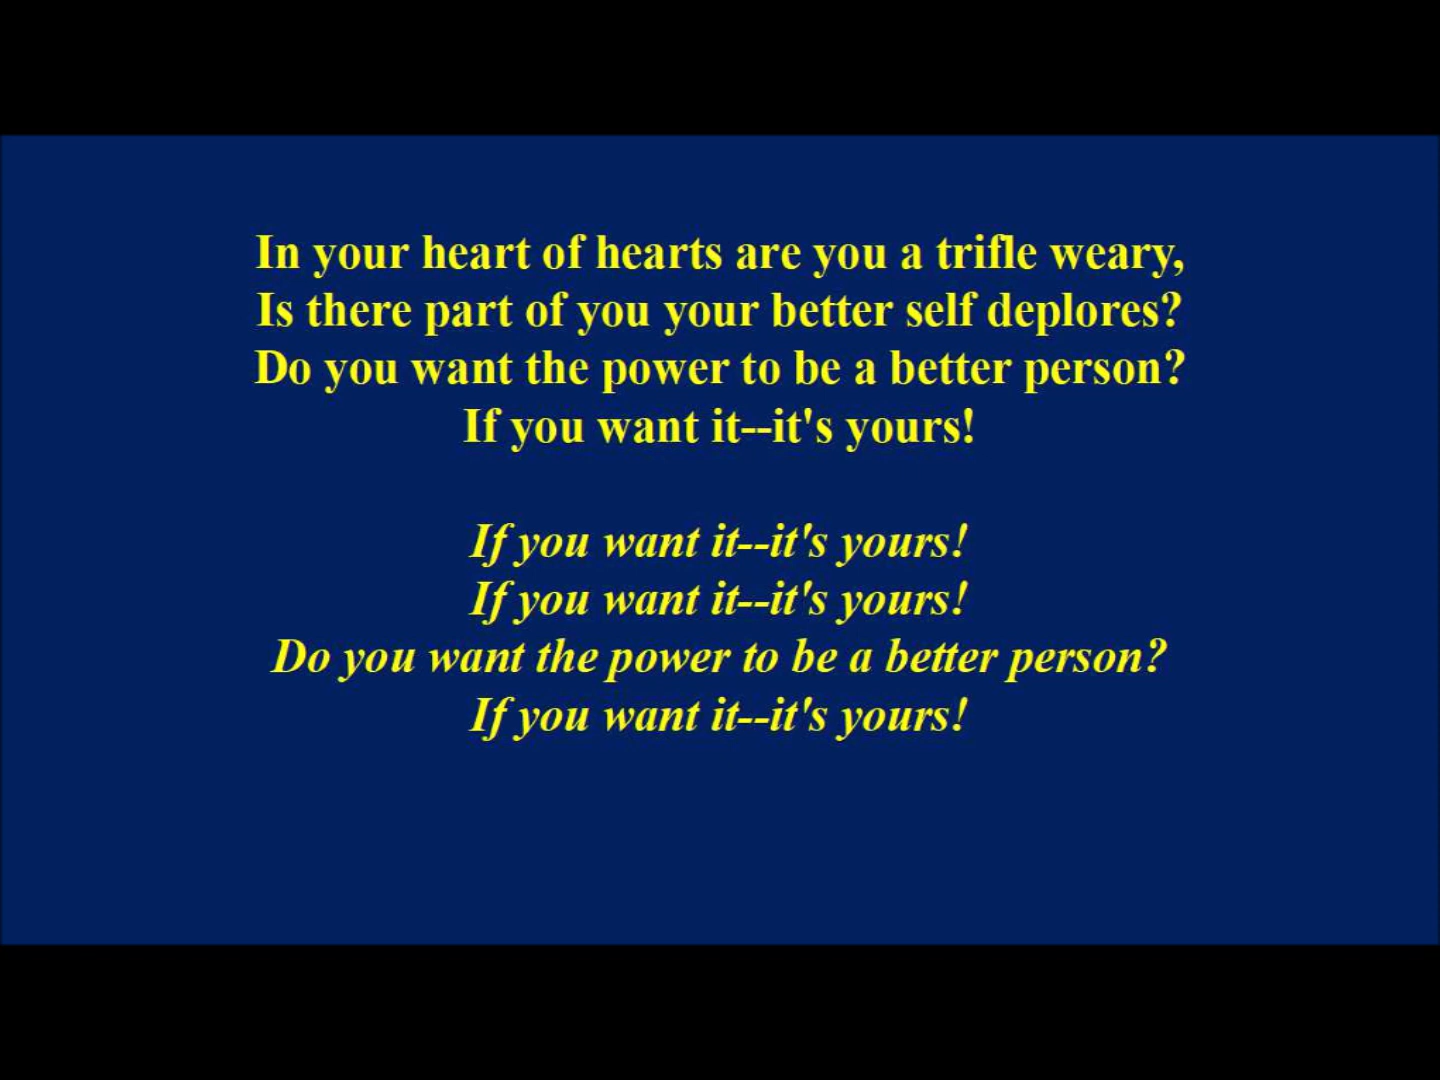 In your heart of hearts are you a trifle weary,
Is there part of you your better self deplores?
Do you want the power to be a better person?
If you want it--it's yours!
If you want it--it's yours!
If you want it--it's yours!
Do you want the power to be a better person?
If you want it--it's yours!